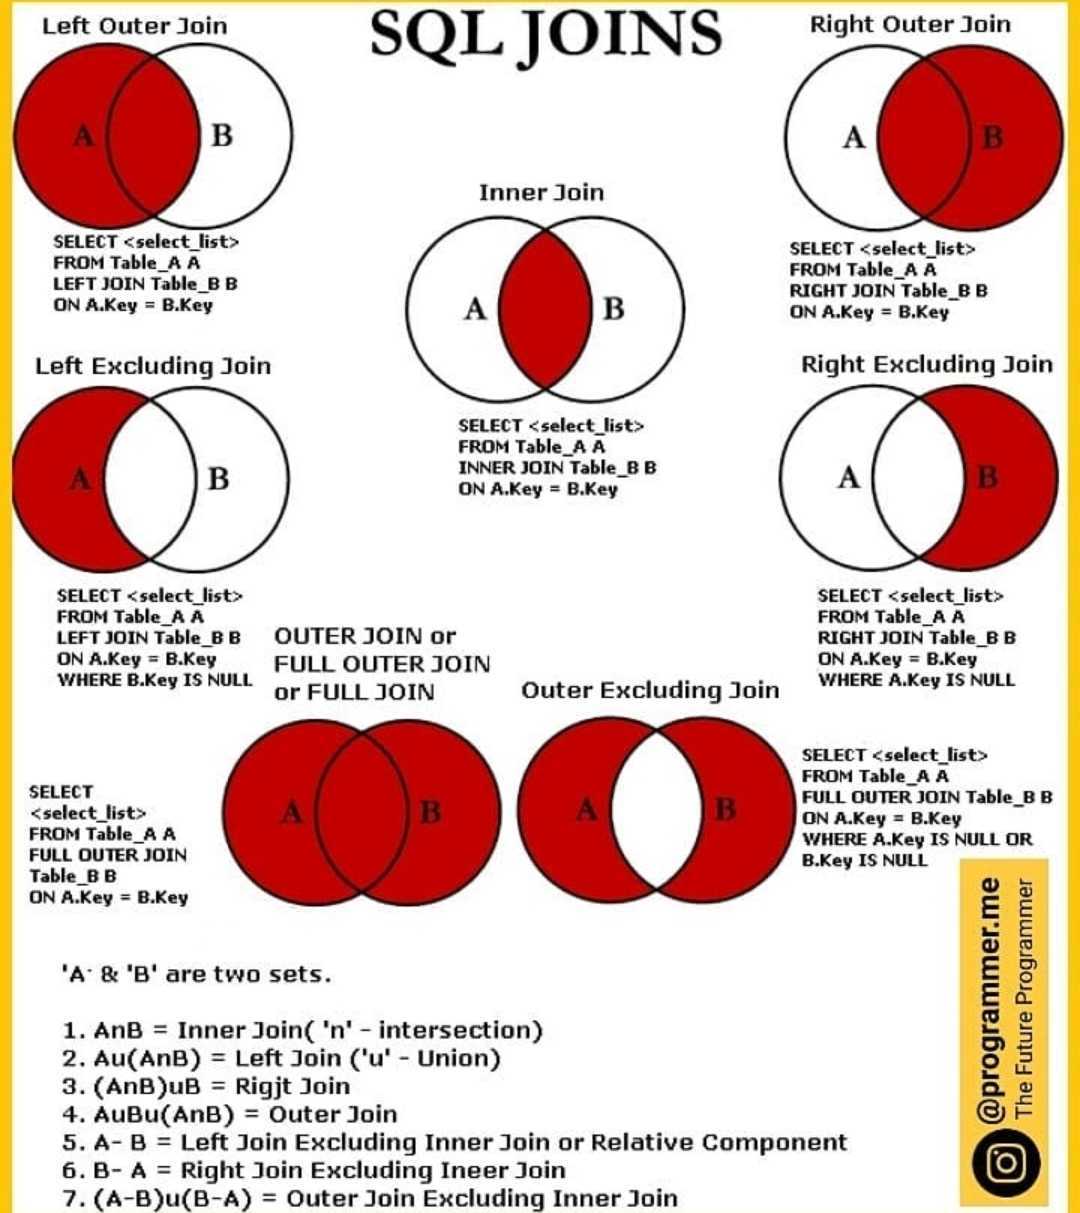 SQL JOINS
Left Outer Join
A
B
SELECT <select_list>
FROM Table_A A
LEFT JOIN Table_B B
ON A.Key = B.Key
Right Outer Join
A
B
SELECT <select_list>
FROM Table_A A
RIGHT JOIN Table_B B
ON A.Key = B.Key
Inner Join
A
B
SELECT <select_list>
FROM Table_A A
INNER JOIN Table_B B
ON A.Key = B.Key
Left Excluding Join
A
B
SELECT <select_list>
FROM Table_A A
LEFT JOIN Table_B B
ON A.Key = B.Key
WHERE B.Key IS NULL
Right Excluding Join
A
B
SELECT <select_list>
FROM Table_A A
RIGHT JOIN Table_B B
ON A.Key = B.Key
WHERE A.Key IS NULL
OUTER JOIN or
FULL OUTER JOIN
or FULL JOIN
A
B
SELECT
<select_list>
FROM Table_A A
FULL OUTER JOIN
Table_B B
ON A.Key = B.Key
Outer Excluding Join
A
B
SELECT <select_list>
FROM Table_A A
FULL OUTER JOIN Table_B B
ON A.Key = B.Key
WHERE A.Key IS NULL OR
B.Key IS NULL
'A' & 'B' are two sets.
1. AnB = Inner Join( 'n' - intersection)
2. Au(AnB) = Left Join ('u' - Union)
3. (AnB)uB = Rigjt Join
4. AuBu(AnB) = Outer Join
5. A- B = Left Join Excluding Inner Join or Relative Component
6. B- A = Right Join Excluding Ineer Join
7. (A-B)u(B-A) = Outer Join Excluding Inner Join
@programmer.me
The Future Programmer